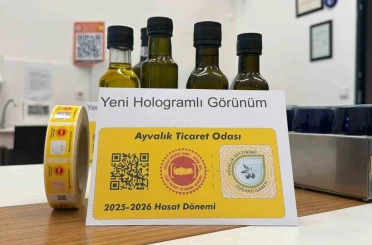 Yeni Hologramlı Görünüm
Ayvalık Ticaret Odası
2025-2026 Hasat Dönemi